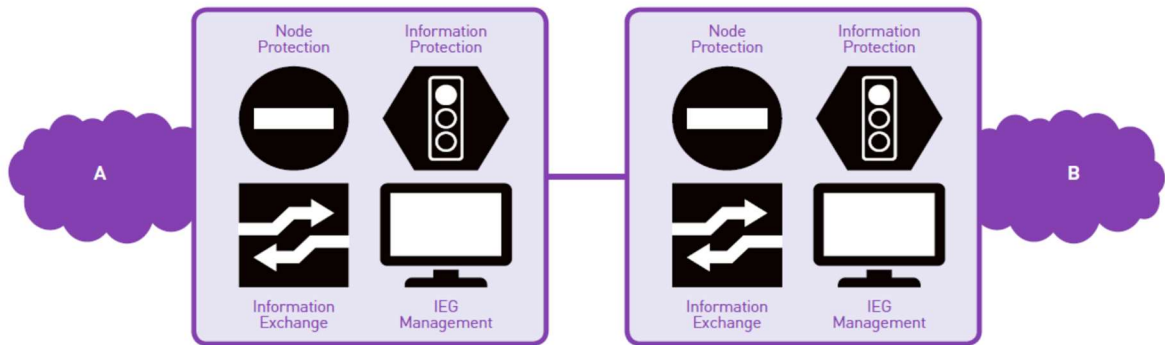 A
Node
Protection
Information
Protection
Information
Exchange
IEG
Management
Node
Protection
Information
Protection
Information
Exchange
IEG
Management
B